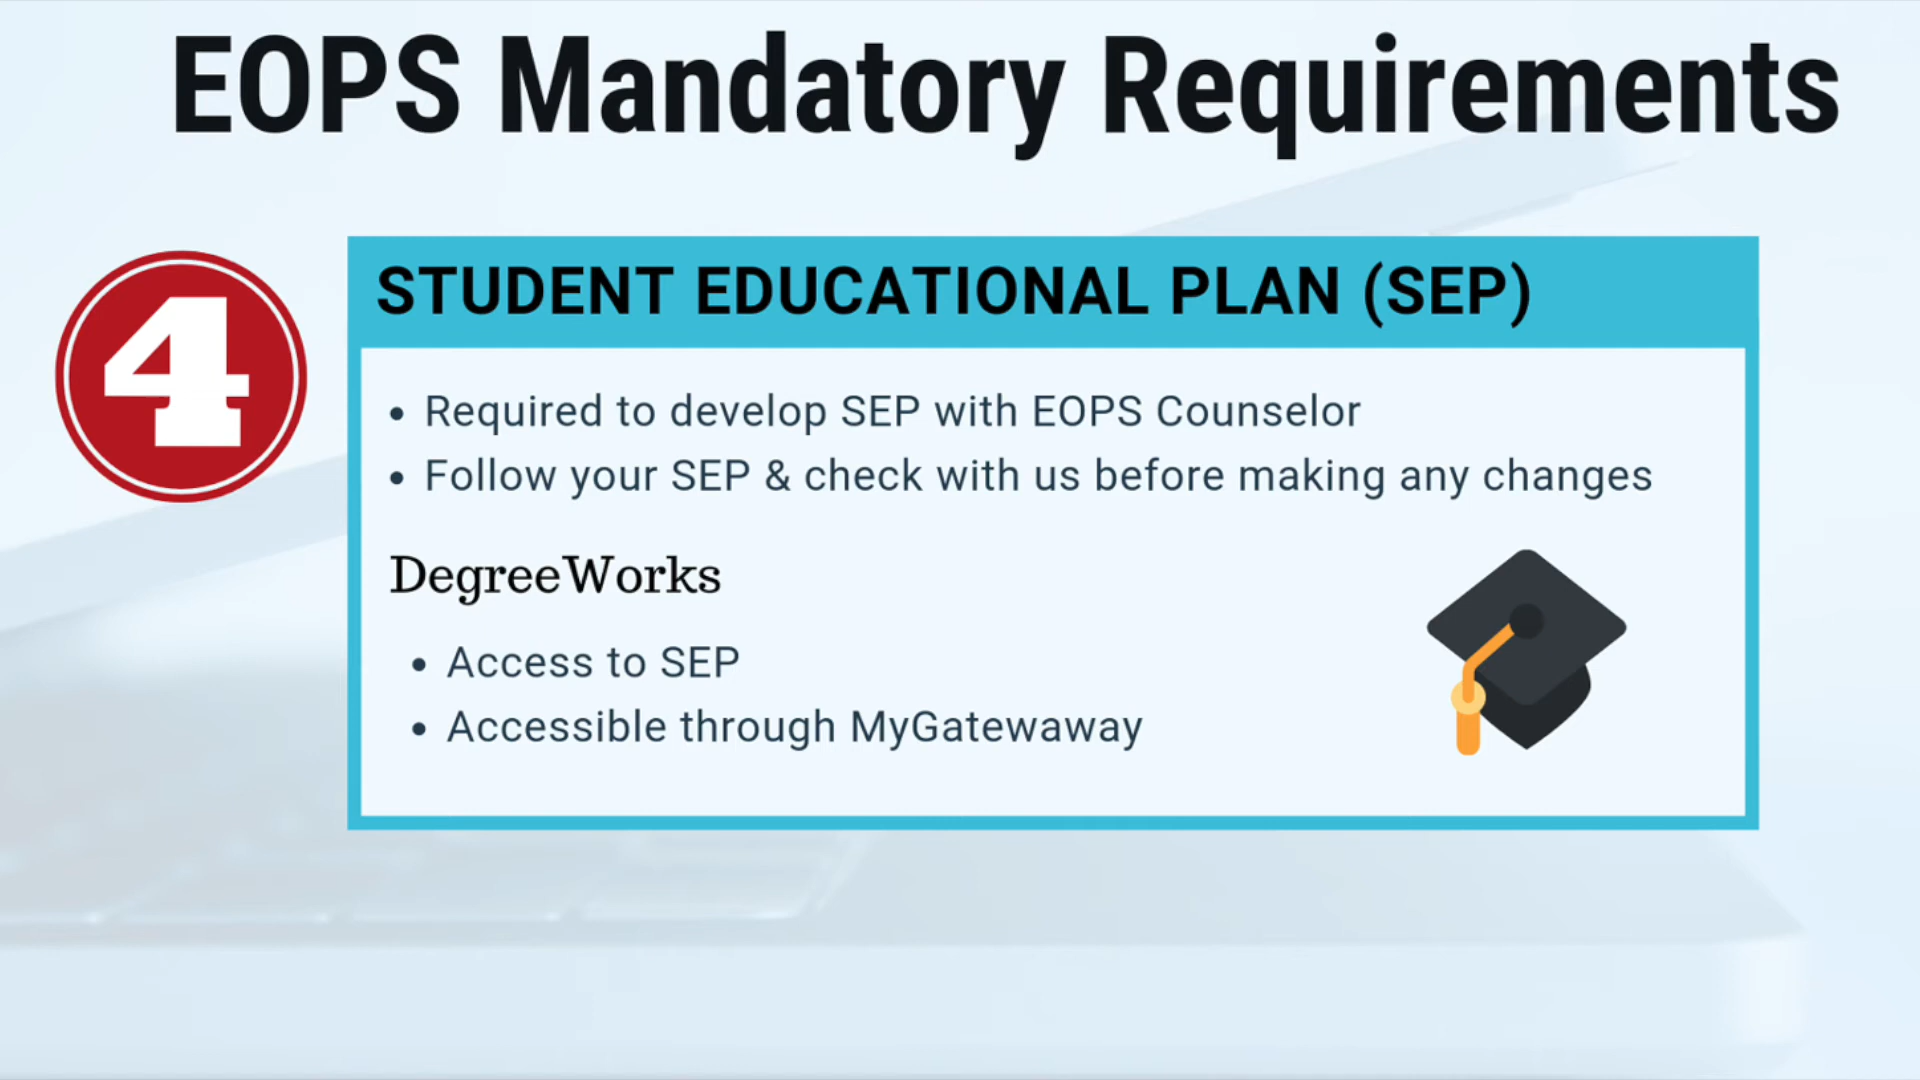 EOPS Mandatory Requirements
4
STUDENT EDUCATIONAL PLAN (SEP)
• Required to develop SEP with EOPS Counselor
• Follow your SEP & check with us before making any changes
DegreeWorks
• Access to SEP
• Accessible through MyGatewaway